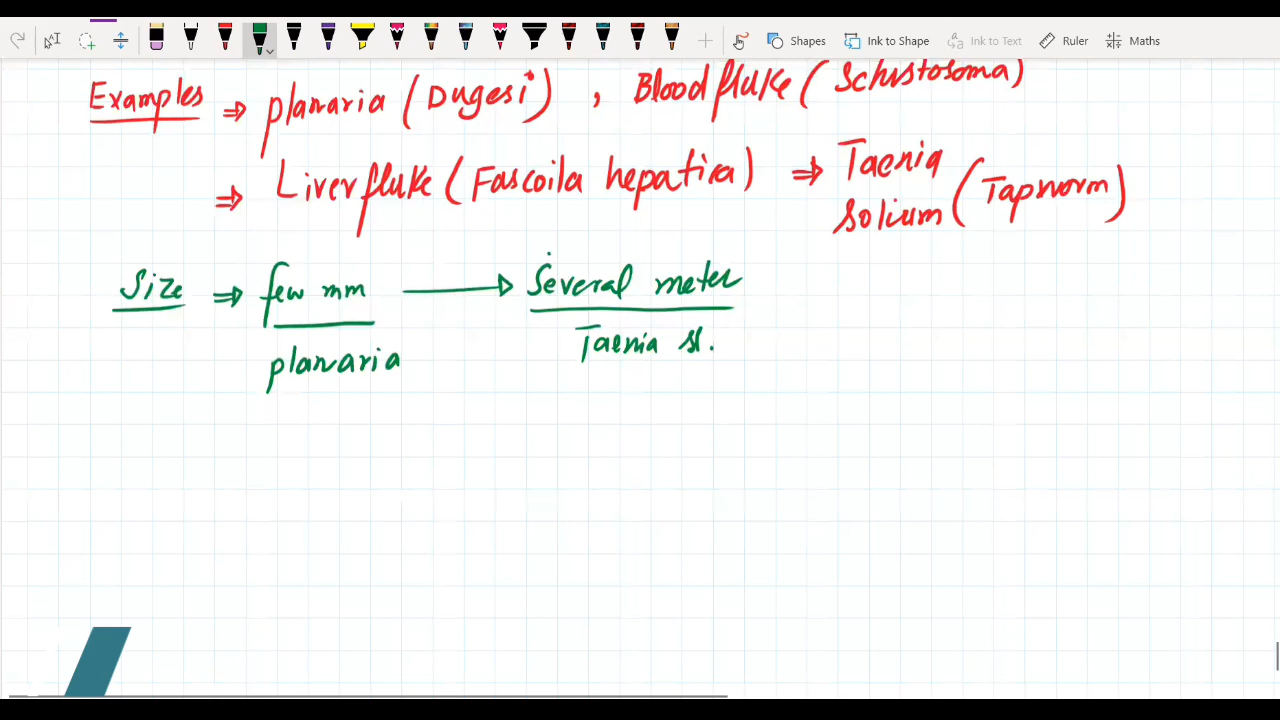 Ink to Shape
Shapes
Ink to Text
Ruler
Maths
Examples ⇒ planaria (Dugesi) , Blood fluke (Schistosoma)
⇒ Liver fluke (Fascoila hepatica) ⇒ Taenia solium (Tapworm)
Size ⇒ few mm → Several meter
planaria Taenia sl.